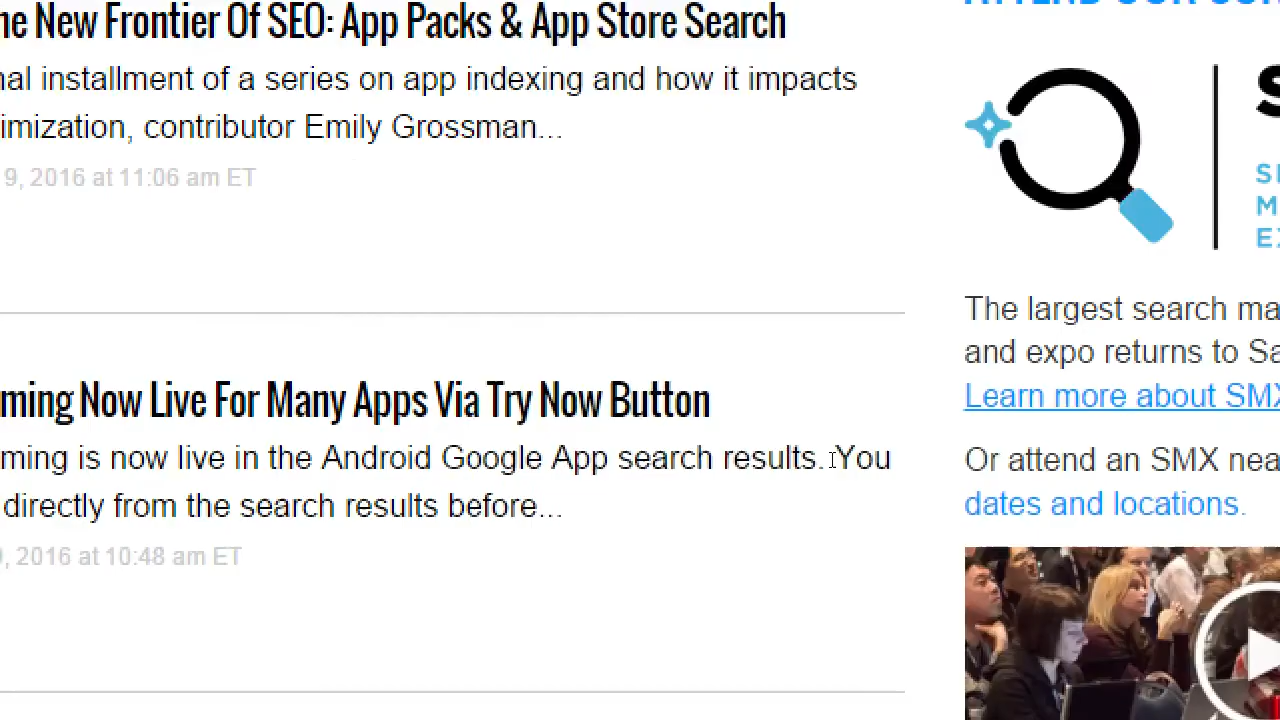 he New Frontier Of SEO: App Packs & App Store Search
nal installment of a series on app indexing and how it impacts
imization, contributor Emily Grossman...
9, 2016 at 11:06 am ET
ming Now Live For Many Apps Via Try Now Button
ming is now live in the Android Google App search results. You
directly from the search results before...
, 2016 at 10:48 am ET
S
M
The largest search ma
and expo returns to Sa
Learn more about SMX
Or attend an SMX nea
dates and locations.